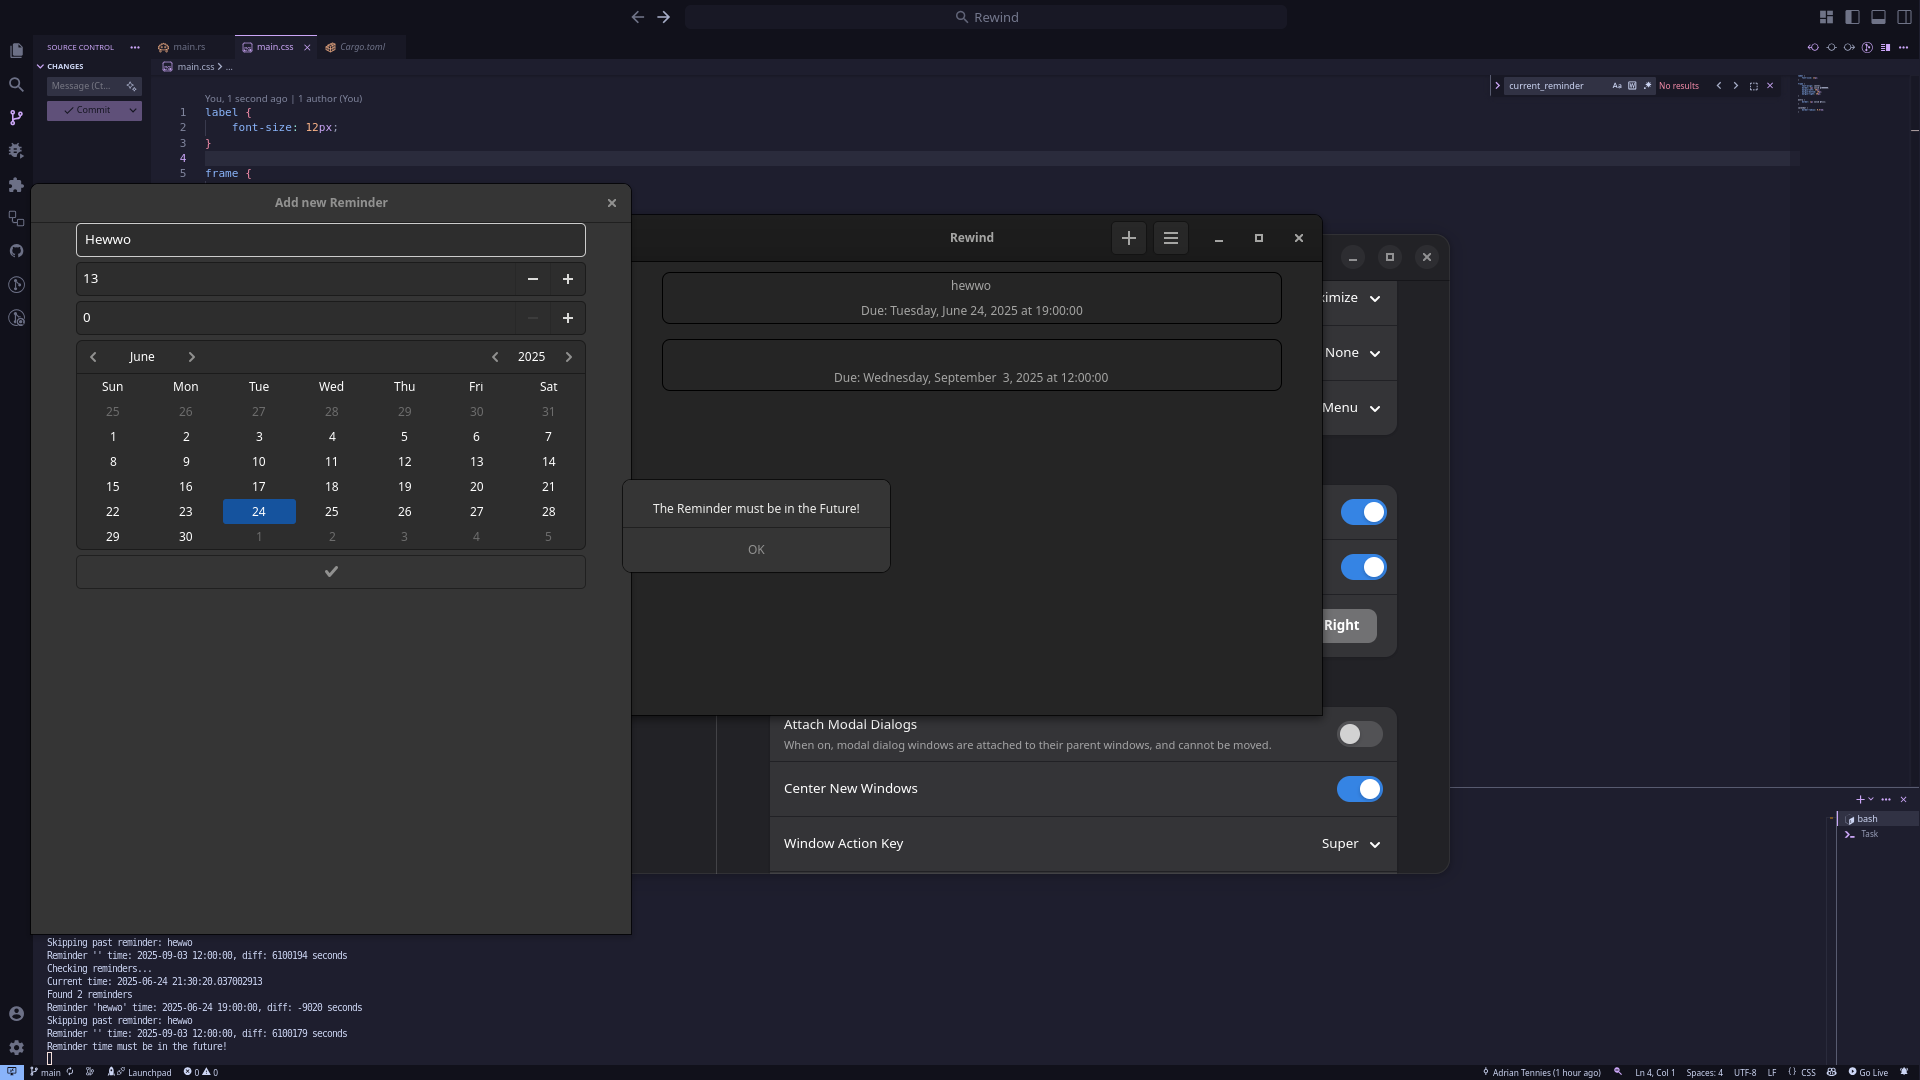 Rewind
SOURCE CONTROL
main.rs
main.css
Cargo.toml
CHANGES
main.css > ...
Message (Ct...
Commit
current_reminder
Aa
No results
You, 1 second ago | 1 author (You)
1 label {
2 font-size: 12px;
3 }
4
5 frame {
Add new Reminder
Hewwo
13
0
June 2025
Sun Mon Tue Wed Thu Fri Sat
25 26 27 28 29 30 31
1 2 3 4 5 6 7
8 9 10 11 12 13 14
15 16 17 18 19 20 21
22 23 24 25 26 27 28
29 30 1 2 3 4 5
Rewind
hewwo
Due: Tuesday, June 24, 2025 at 19:00:00
Due: Wednesday, September  3, 2025 at 12:00:00
The Reminder must be in the Future!
OK
ximize
None
Menu
Right
Attach Modal Dialogs
When on, modal dialog windows are attached to their parent windows, and cannot be moved.
Center New Windows
Window Action Key
Super
bash
Task
Skipping past reminder: hewwo
Reminder '' time: 2025-09-03 12:00:00, diff: 6100194 seconds
Checking reminders...
Current time: 2025-06-24 21:30:20.037002913
Found 2 reminders
Reminder 'hewwo' time: 2025-06-24 19:00:00, diff: -9020 seconds
Skipping past reminder: hewwo
Reminder '' time: 2025-09-03 12:00:00, diff: 6100179 seconds
Reminder time must be in the future!
main
Launchpad
0
0
Adrian Tennies (1 hour ago)
Ln 4, Col 1
Spaces: 4
UTF-8
LF
{ } CSS
Go Live